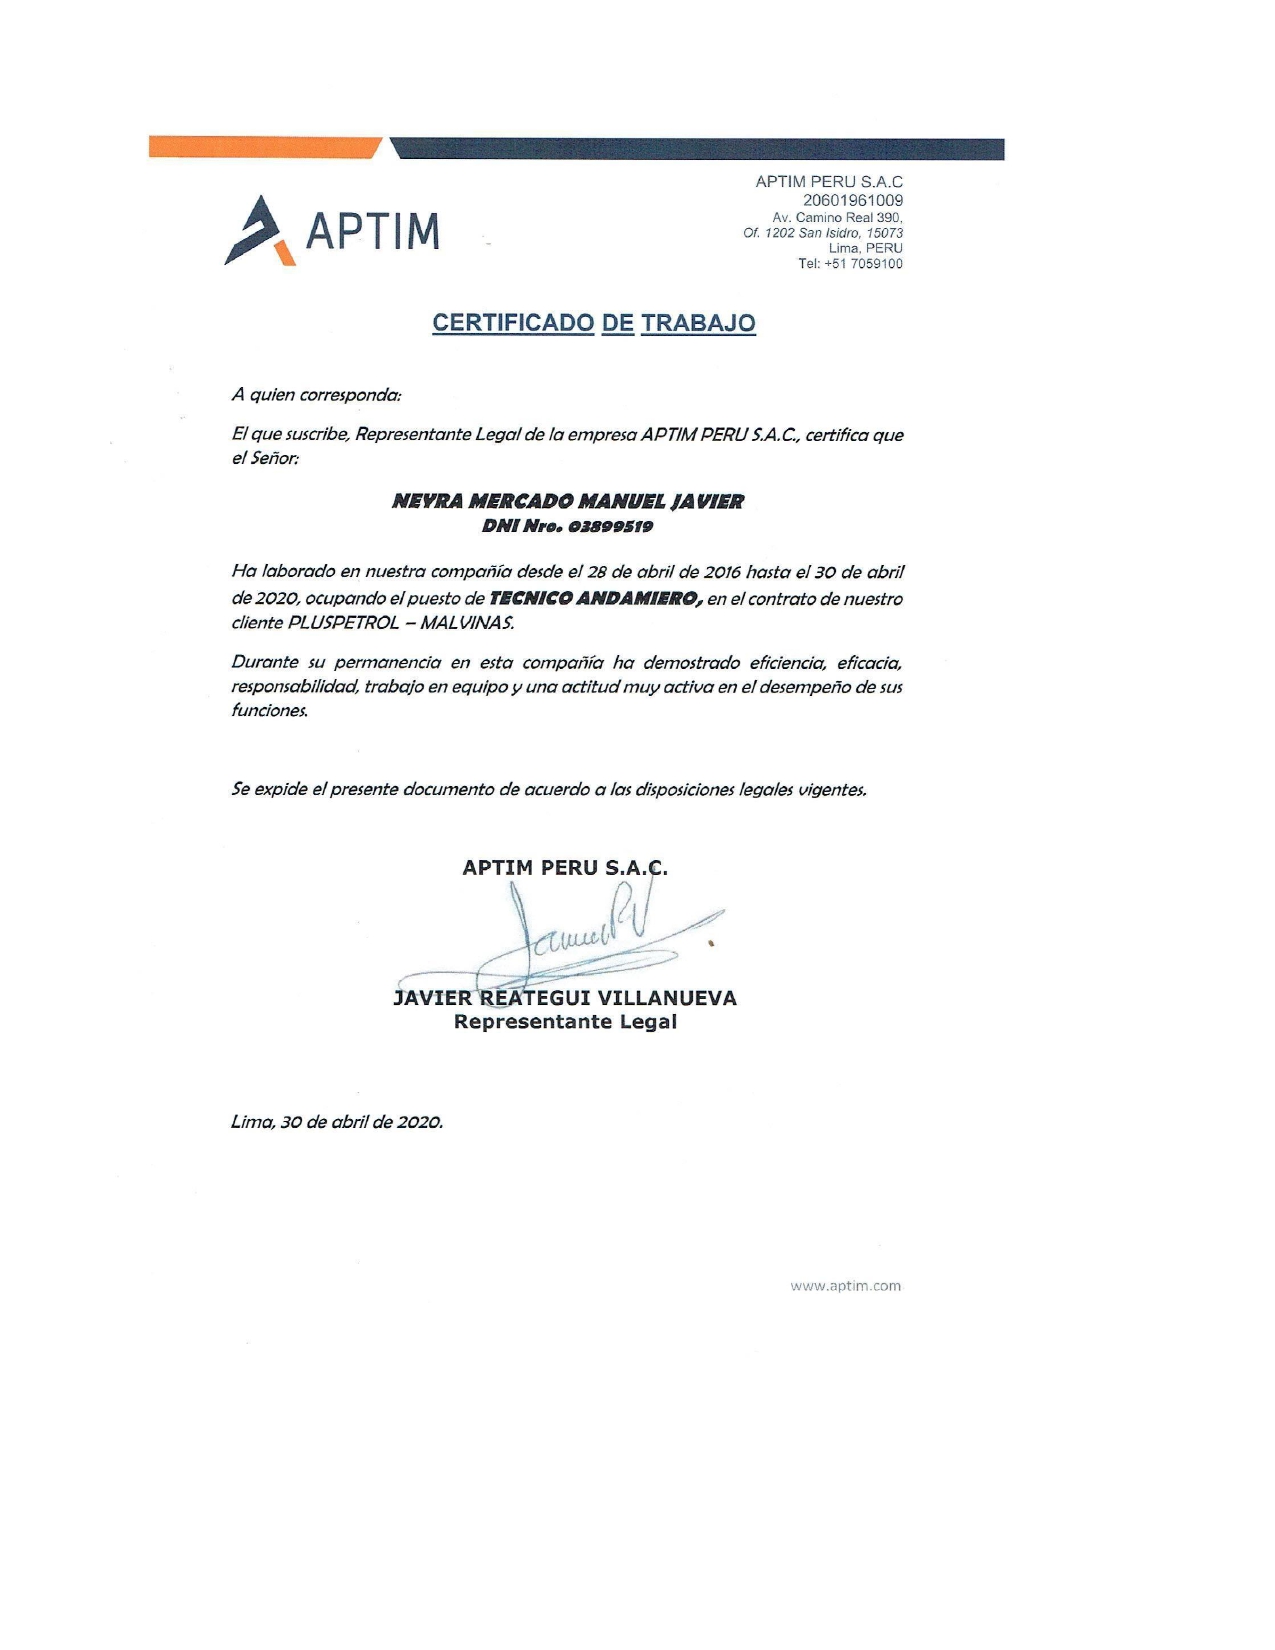 APTIM PERU S.A.C
20601961009
Av. Camino Real 390,
Of. 1202 San Isidro, 15073
Lima, PERU
Tel: +51 7059100
APTIM
CERTIFICADO DE TRABAJO
A quien corresponda:
El que suscribe, Representante Legal de la empresa APTIM PERU S.A.C., certifica que
el Señor:
NEYRA MERCADO MANUEL JAVIER
DNI Nro. 03899519
Ha laborado en nuestra compañía desde el 28 de abril de 2016 hasta el 30 de abril
de 2020, ocupando el puesto de TECNICO ANDAMIERO, en el contrato de nuestro
cliente PLUSPETROL – MALVINAS.
Durante su permanencia en esta compañía ha demostrado eficiencia, eficacia,
responsabilidad, trabajo en equipo y una actitud muy activa en el desempeño de sus
funciones.
Se expide el presente documento de acuerdo a las disposiciones legales vigentes.
APTIM PERU S.A.C.
JAVIER REATEGUI VILLANUEVA
Representante Legal
Lima, 30 de abril de 2020.
www.aptim.com